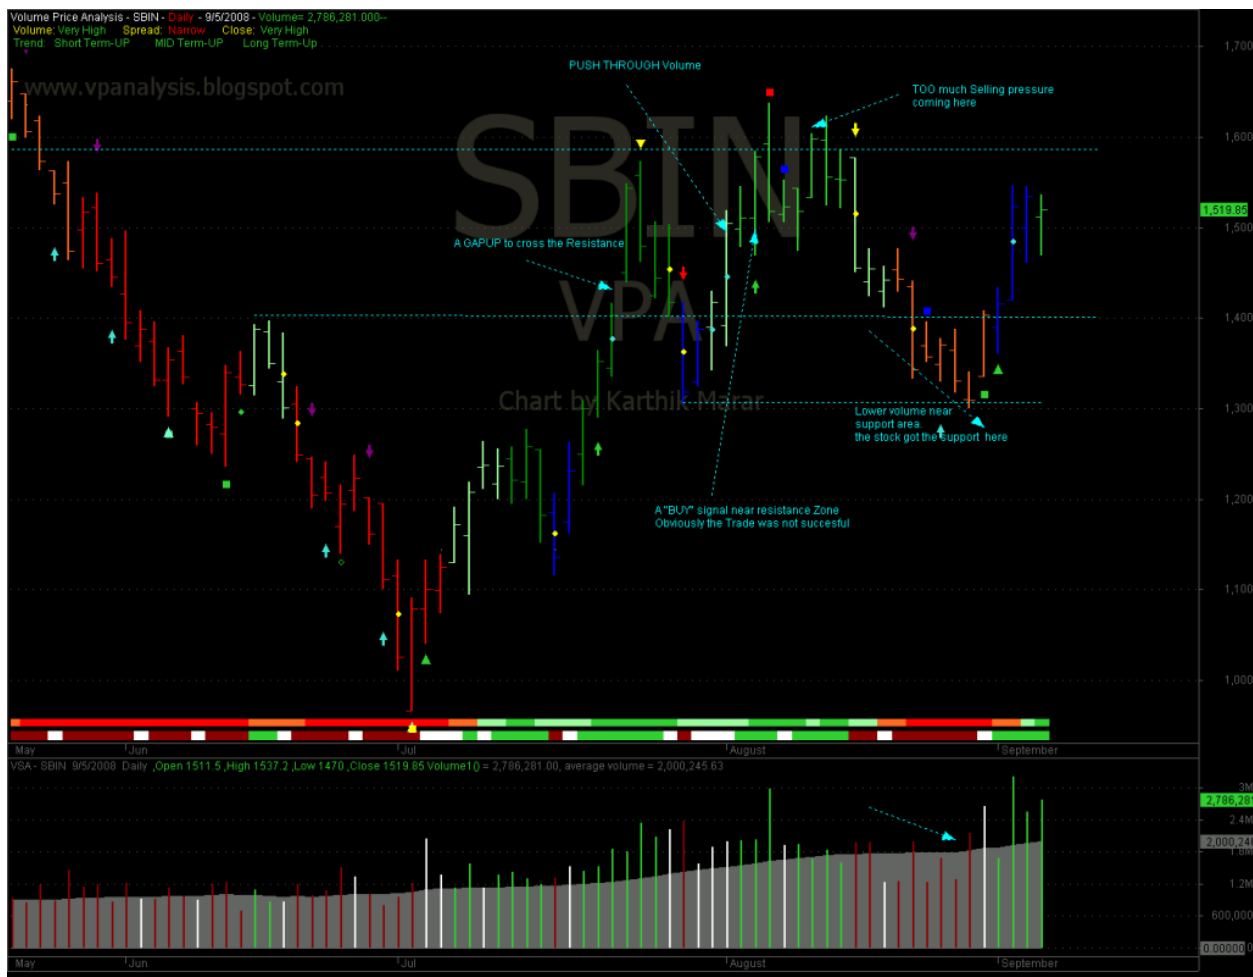 Volume Price Analysis - SBIN - Daily - 9/5/2008 - Volume= 2,786,281.000--
Volume: Very High Spread: Narrow Close: Very High
Trend: Short Term-UP MID Term-UP Long Term-Up
www.vpanalysis.blogspot.com
SBIN
VPA
Chart by Karthik Marar
PUSH THROUGH Volume
TOO much Selling pressure
coming here
A GAPUP to cross the Resistance
Lower volume near
support area.
the stock got the support here
A "BUY" signal near resistance Zone
Obviously the Trade was not succesful
1,700
1,600
1,519.85
1,500
1,400
1,300
1,200
1,100
1,000
May Jun Jul August September
VSA - SBIN 9/5/2008 Daily ,Open 1511.5 ,High 1537.2 ,Low 1470 ,Close 1519.85 Volume1() = 2,786,281.00, average volume = 2,000,245.63
3M
2,786,281
2.4M
2,000,24
1.8M
1.2M
600,000
0.00000
May Jun Jul August September